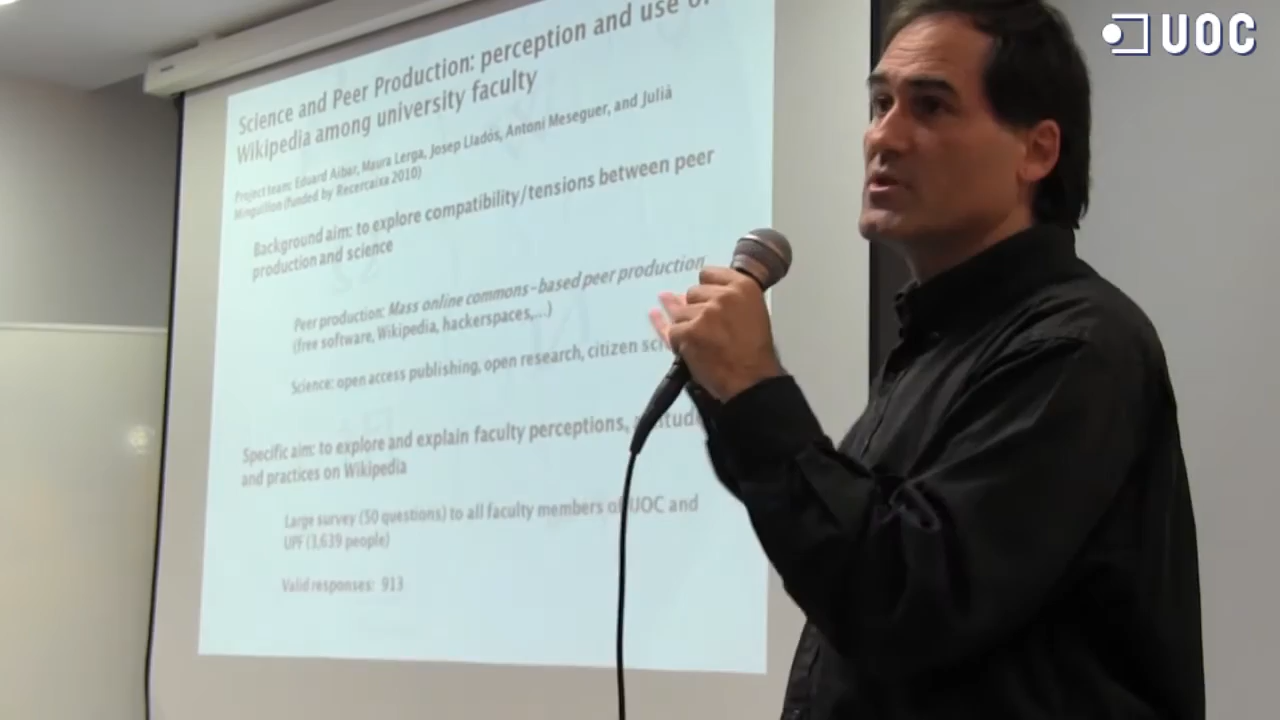 UOC
Science and Peer Production: perception and use of
Wikipedia among university faculty
Project team: Eduard Aibar, Maura Lerga, Josep Lladós, Antoni Meseguer, and Julià
Minguillon (funded by Recercaixa 2010)
Background aim: to explore compatibility/tensions between peer
production and science
Peer production: Mass online commons-based peer production
(free software, Wikipedia, hackerspaces,...)
Science: open access publishing, open research, citizen
Specific aim: to explore and explain faculty perceptions,
and practices on Wikipedia
Large survey (50 questions) to all faculty members of UOC and
UPF (3,639 people)
Valid responses: 913